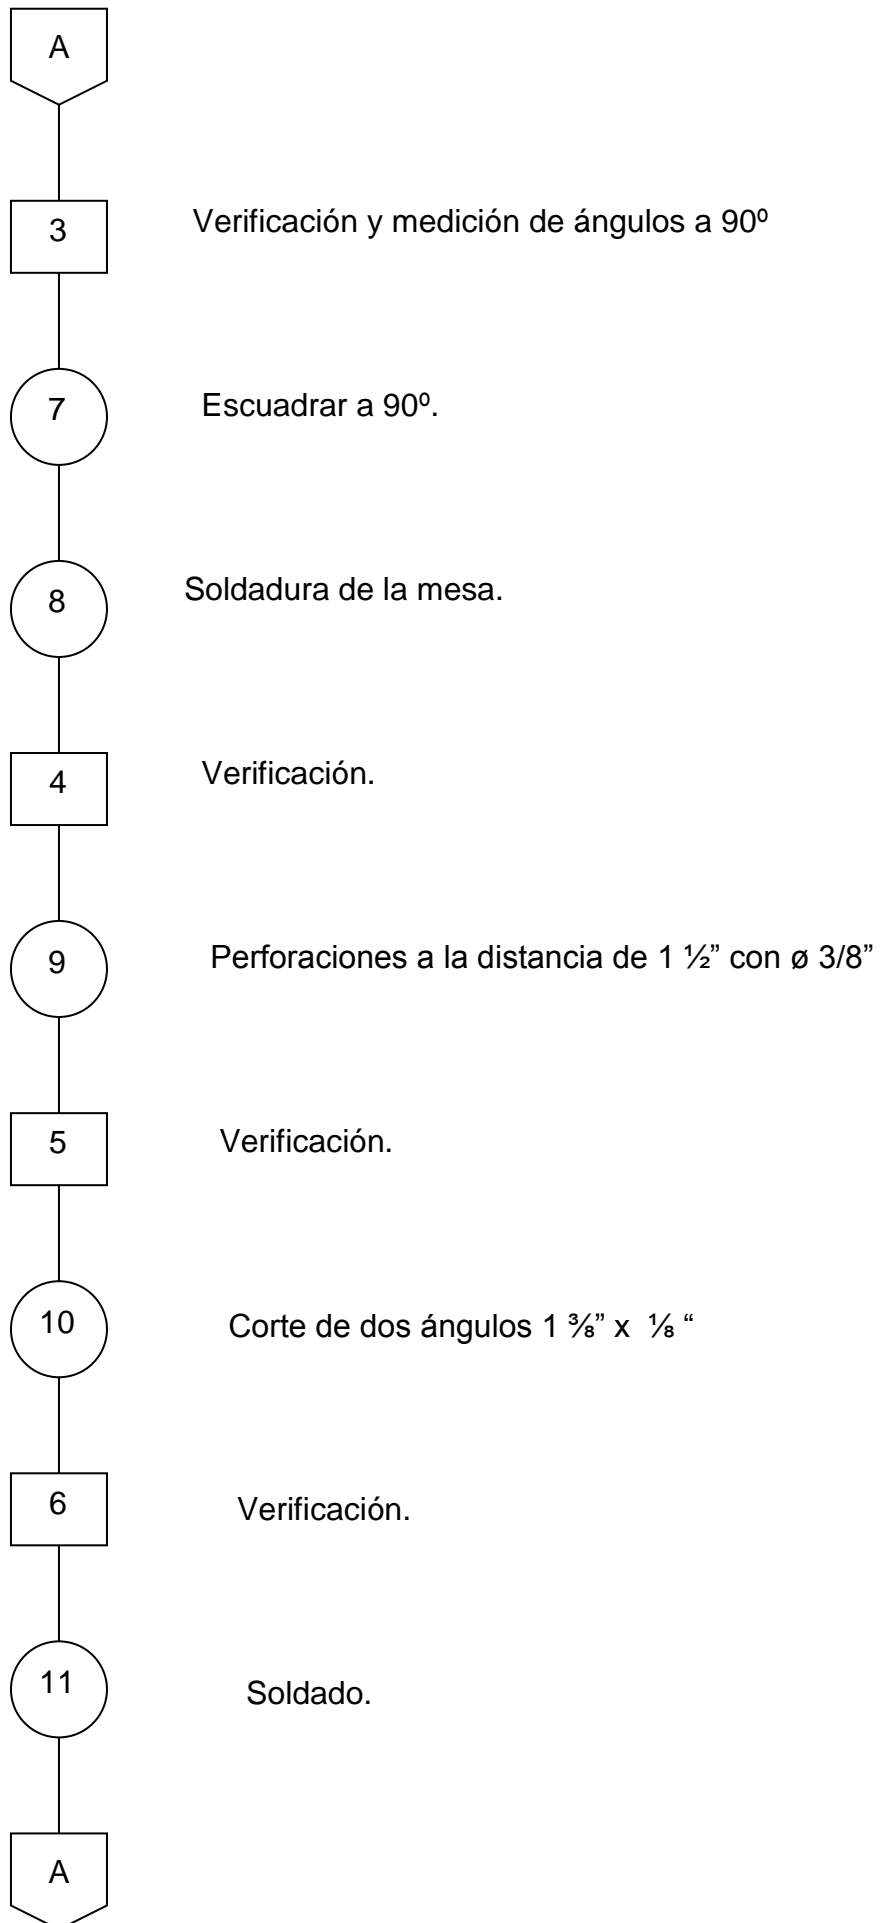 A
3 Verificación y medición de ángulos a 90º
7 Escuadrar a 90º.
8 Soldadura de la mesa.
4 Verificación.
9 Perforaciones a la distancia de 1 ½” con ø 3/8”
5 Verificación.
10 Corte de dos ángulos 1 ⅜” x ⅛ “
6 Verificación.
11 Soldado.
A